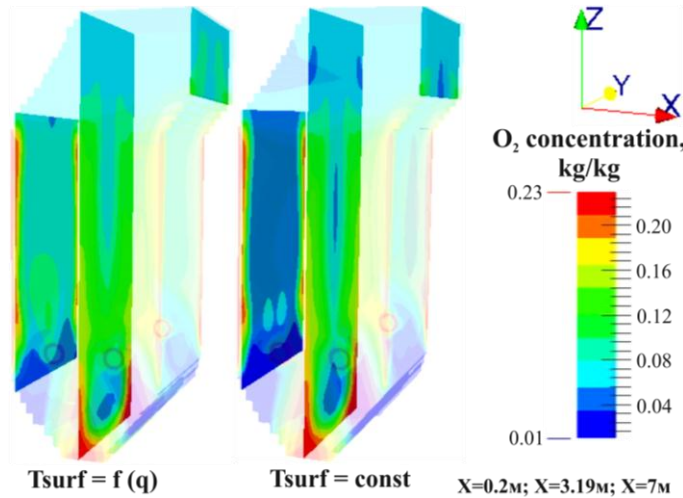 Z
Y
X
O₂ concentration,
kg/kg
0.23
0.20
0.16
0.12
0.08
0.04
0.01
Tsurf = f (q)
Tsurf = const
X=0.2м; X=3.19м; X=7м